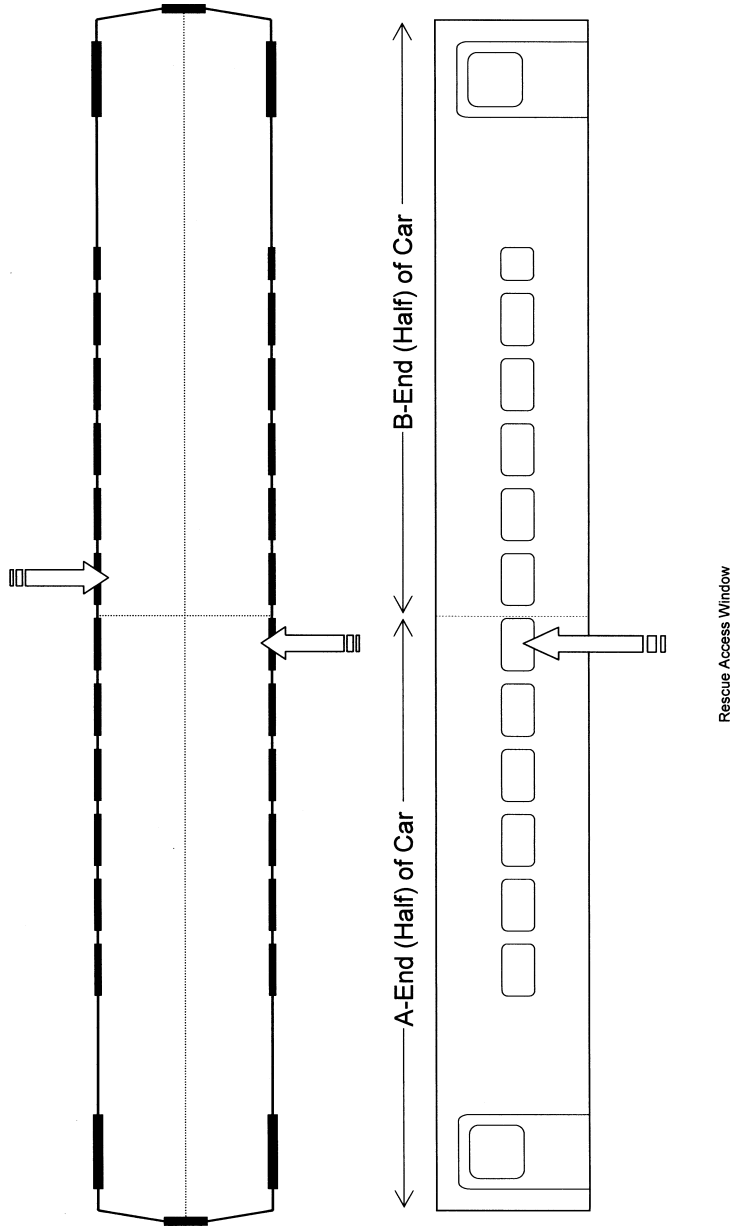 B-End (Half) of Car
A-End (Half) of Car
Rescue Access Window